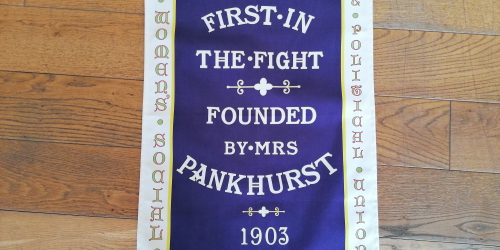 FIRST·IN
THE·FIGHT
FOUNDED
BY·MRS
PANKHURST
1903
WOMEN'S · SOCIAL
& POLITICAL · UNION